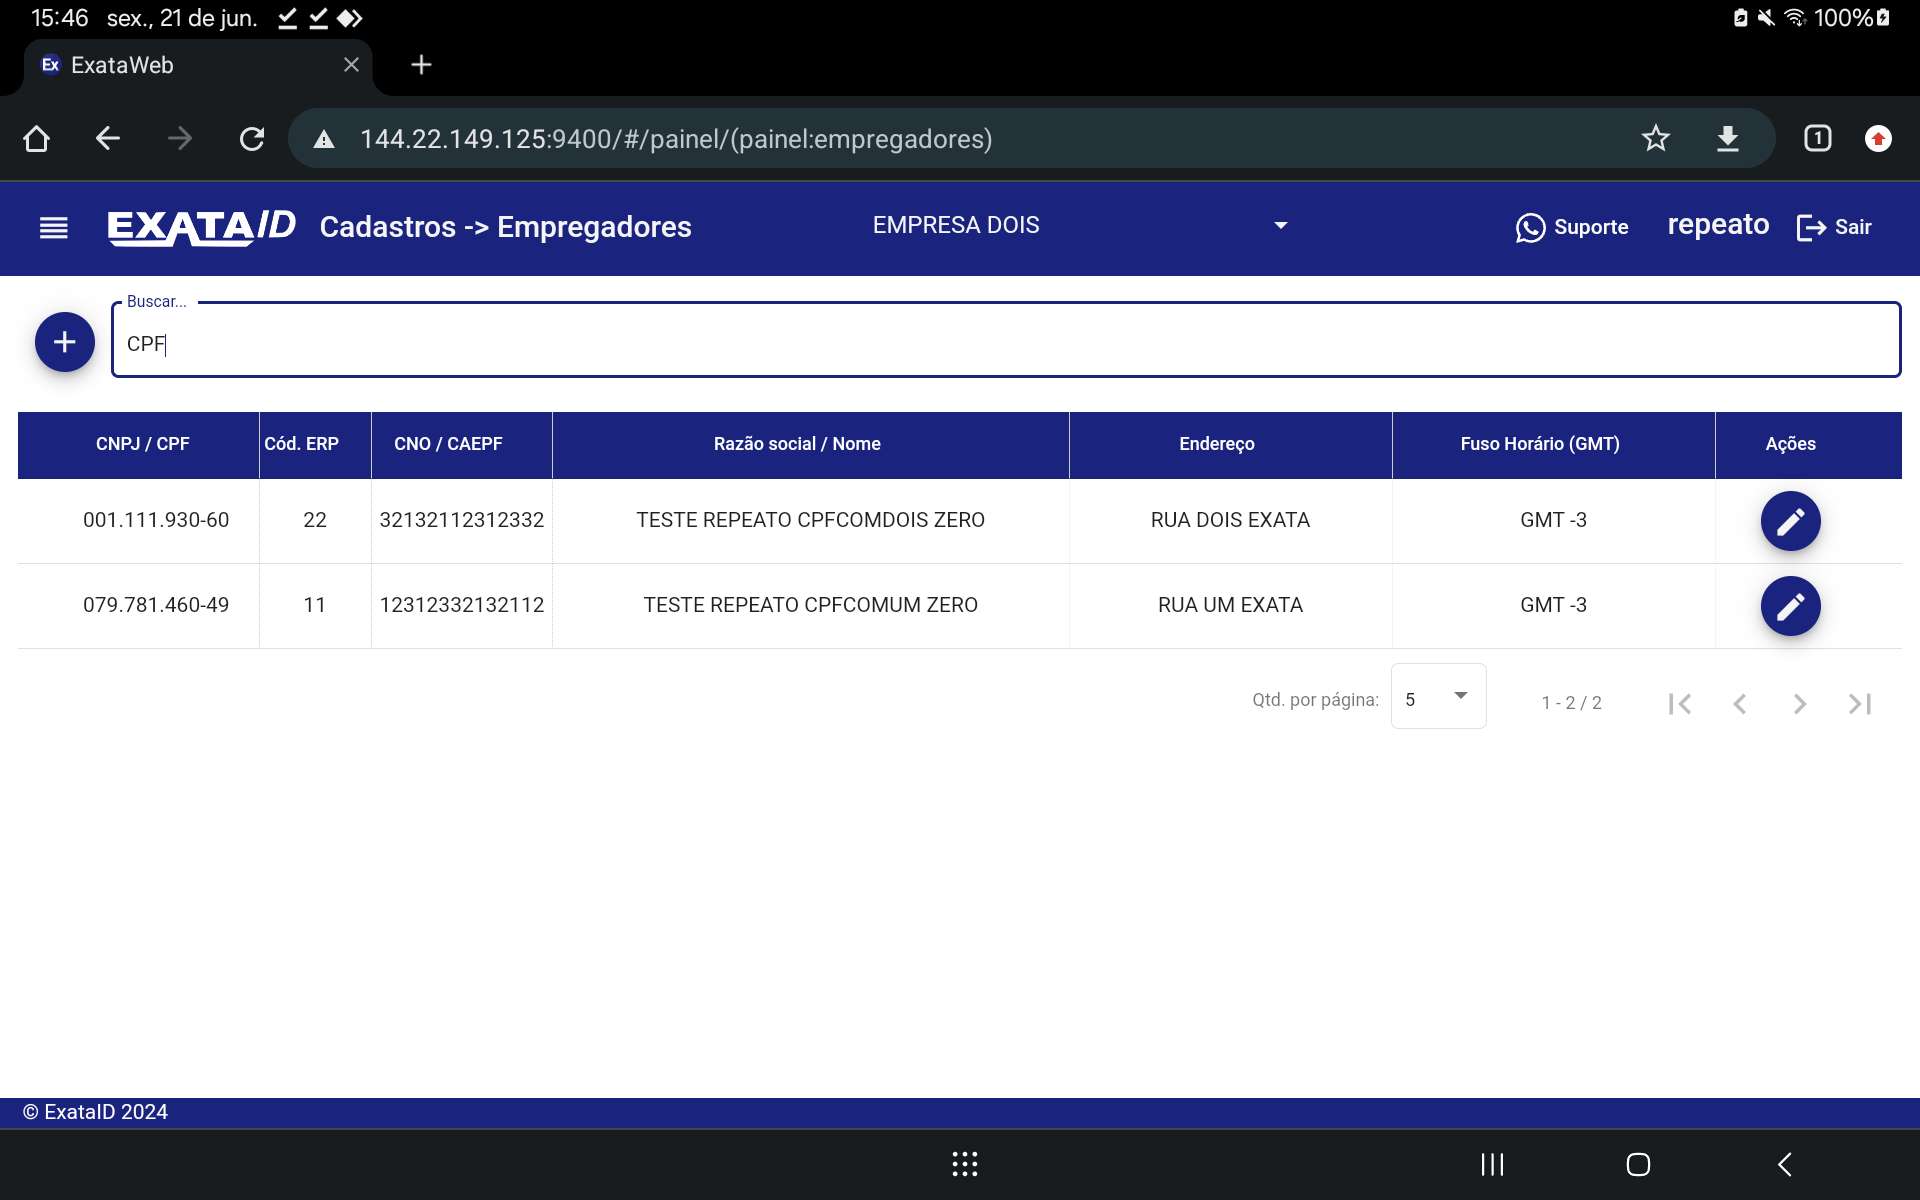 15:46 sex., 21 de jun. 100%
Ex ExataWeb
144.22.149.125:9400/#/painel/(painel:empregadores) 1
EXATAID Cadastros -> Empregadores EMPRESA DOIS Suporte repeato Sair
Buscar...
CPF
CNPJ / CPF Cód. ERP CNO / CAEPF Razão social / Nome Endereço Fuso Horário (GMT) Ações
001.111.930-60 22 32132112312332 TESTE REPEATO CPFCOMDOIS ZERO RUA DOIS EXATA GMT -3
079.781.460-49 11 12312332132112 TESTE REPEATO CPFCOMUM ZERO RUA UM EXATA GMT -3
Qtd. por página: 5 1 - 2 / 2
© ExataID 2024